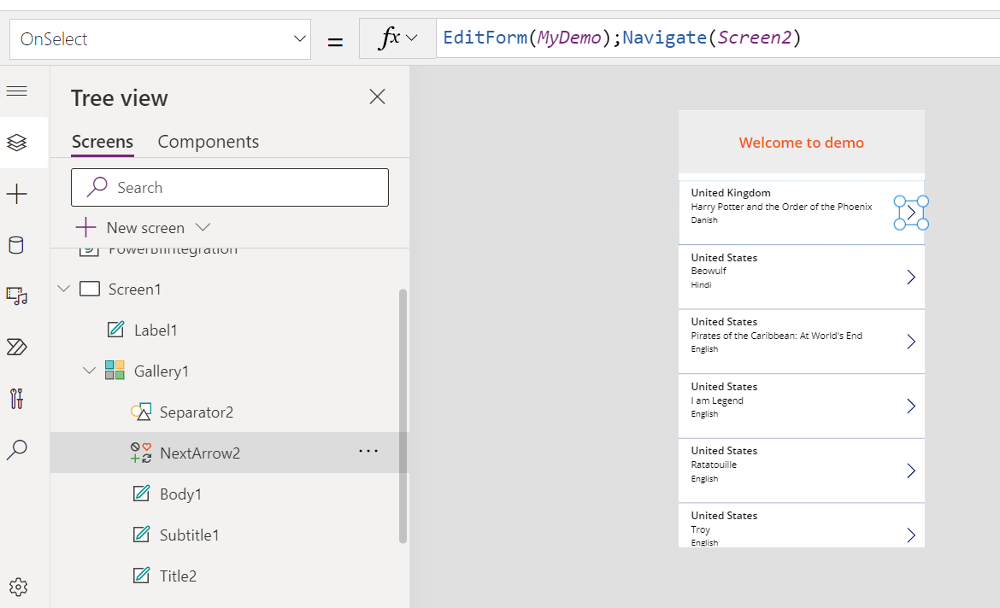 OnSelect
=
fx
EditForm(MyDemo);Navigate(Screen2)
Tree view
Screens
Components
Search
New screen
PowerBIIntegration
Screen1
Label1
Gallery1
Separator2
NextArrow2
...
Body1
Subtitle1
Title2
Welcome to demo
United Kingdom
Harry Potter and the Order of the Phoenix
Danish
United States
Beowulf
Hindi
United States
Pirates of the Caribbean: At World's End
English
United States
I am Legend
English
United States
Ratatouille
English
United States
Troy
English